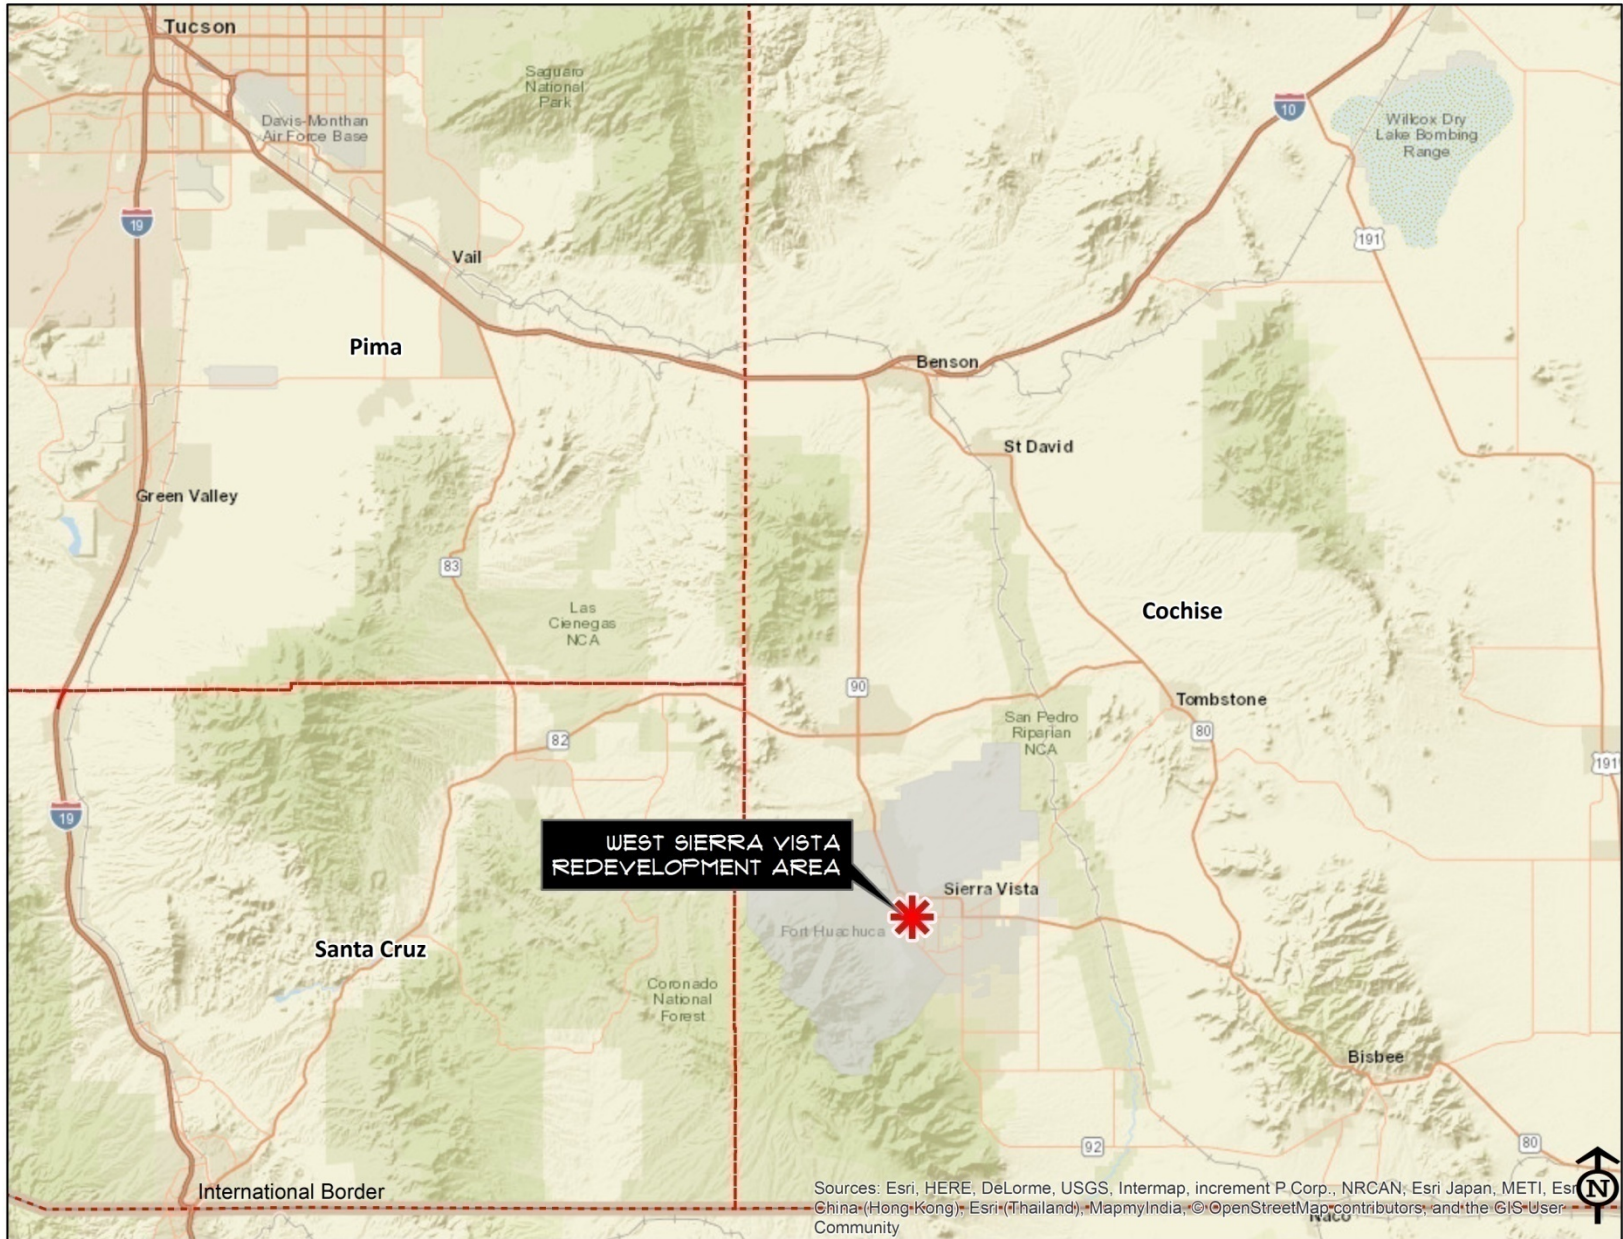 Tucson
Saguaro
National
Park
10
Willcox Dry
Lake Bombing
Range
Davis-Monthan
Air Force Base
19
191
Vail
Pima
Benson
St David
Green Valley
83
Las
Cienegas
NCA
Cochise
90
Tombstone
San Pedro
Riparian
NCA
80
82
191
19
WEST SIERRA VISTA
REDEVELOPMENT AREA
Sierra Vista
Fort Huachuca
Santa Cruz
Coronado
National
Forest
Bisbee
92
80
International Border
N
Sources: Esri, HERE, DeLorme, USGS, Intermap, increment P Corp., NRCAN, Esri Japan, METI, Esri
China (Hong Kong), Esri (Thailand), MapmyIndia, © OpenStreetMap contributors, and the GIS User
Community
Naco